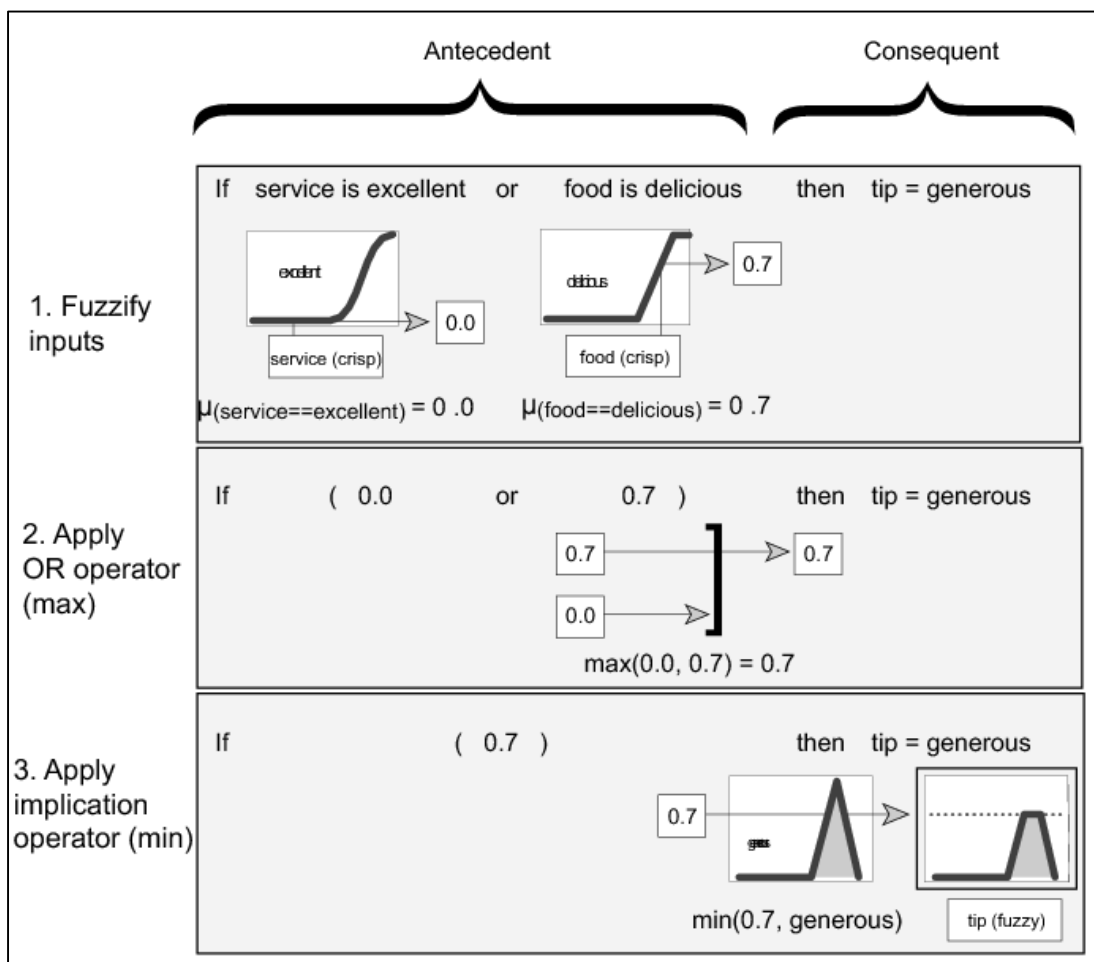 Antecedent
Consequent
If service is excellent or food is delicious then tip = generous
excellent
delicious
0.7
0.0
1. Fuzzify
inputs
service (crisp)
food (crisp)
μ(service==excellent) = 0 .0
μ(food==delicious) = 0 .7
If ( 0.0 or 0.7 ) then tip = generous
2. Apply
OR operator
(max)
0.7
0.7
0.0
max(0.0, 0.7) = 0.7
If ( 0.7 ) then tip = generous
3. Apply
implication
operator (min)
0.7
generous
min(0.7, generous)
tip (fuzzy)